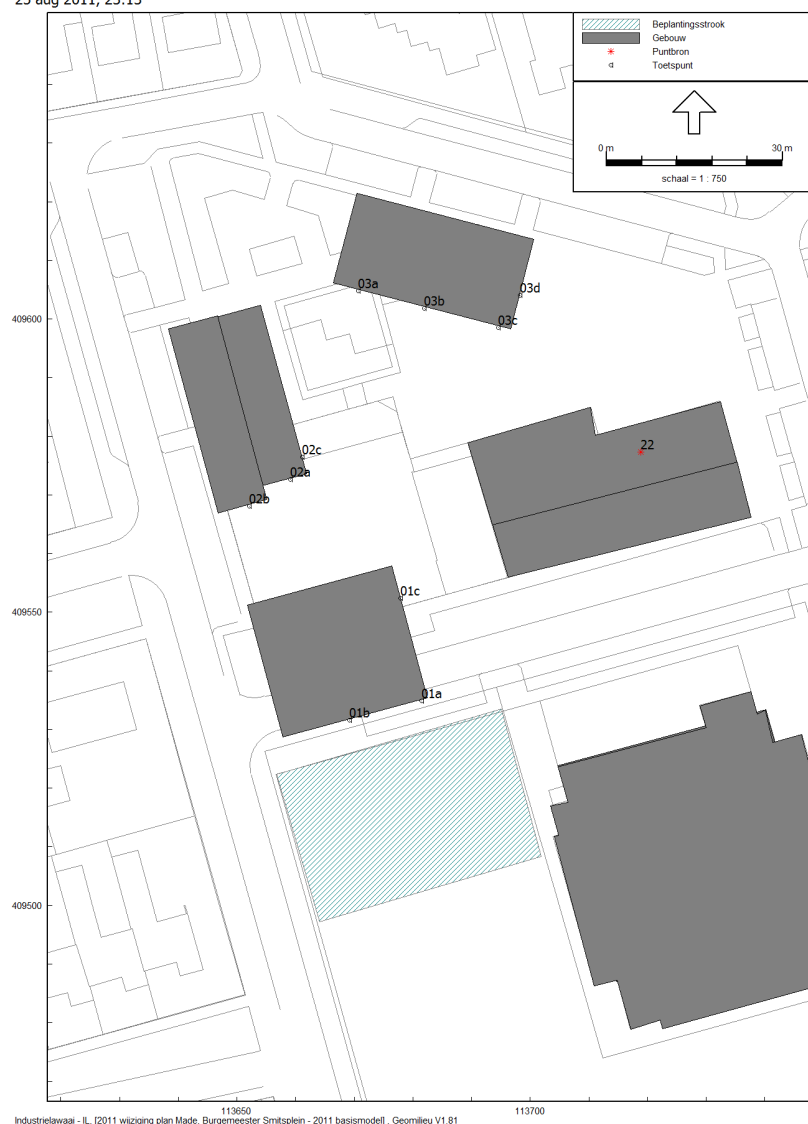 25 aug 2011, 23:13
Beplantingsstrook
Gebouw
Puntbron
Toetspunt
0 m 30 m
schaal = 1 : 750
03a
03b
03c
03d
409600
02c
02a
02b
22
409550
01c
01a
01b
409500
113650 113700
Industrielawaai - IL, [2011 wijziging plan Made, Burgemeester Smitsplein - 2011 basismodel] , Geomilieu V1.81